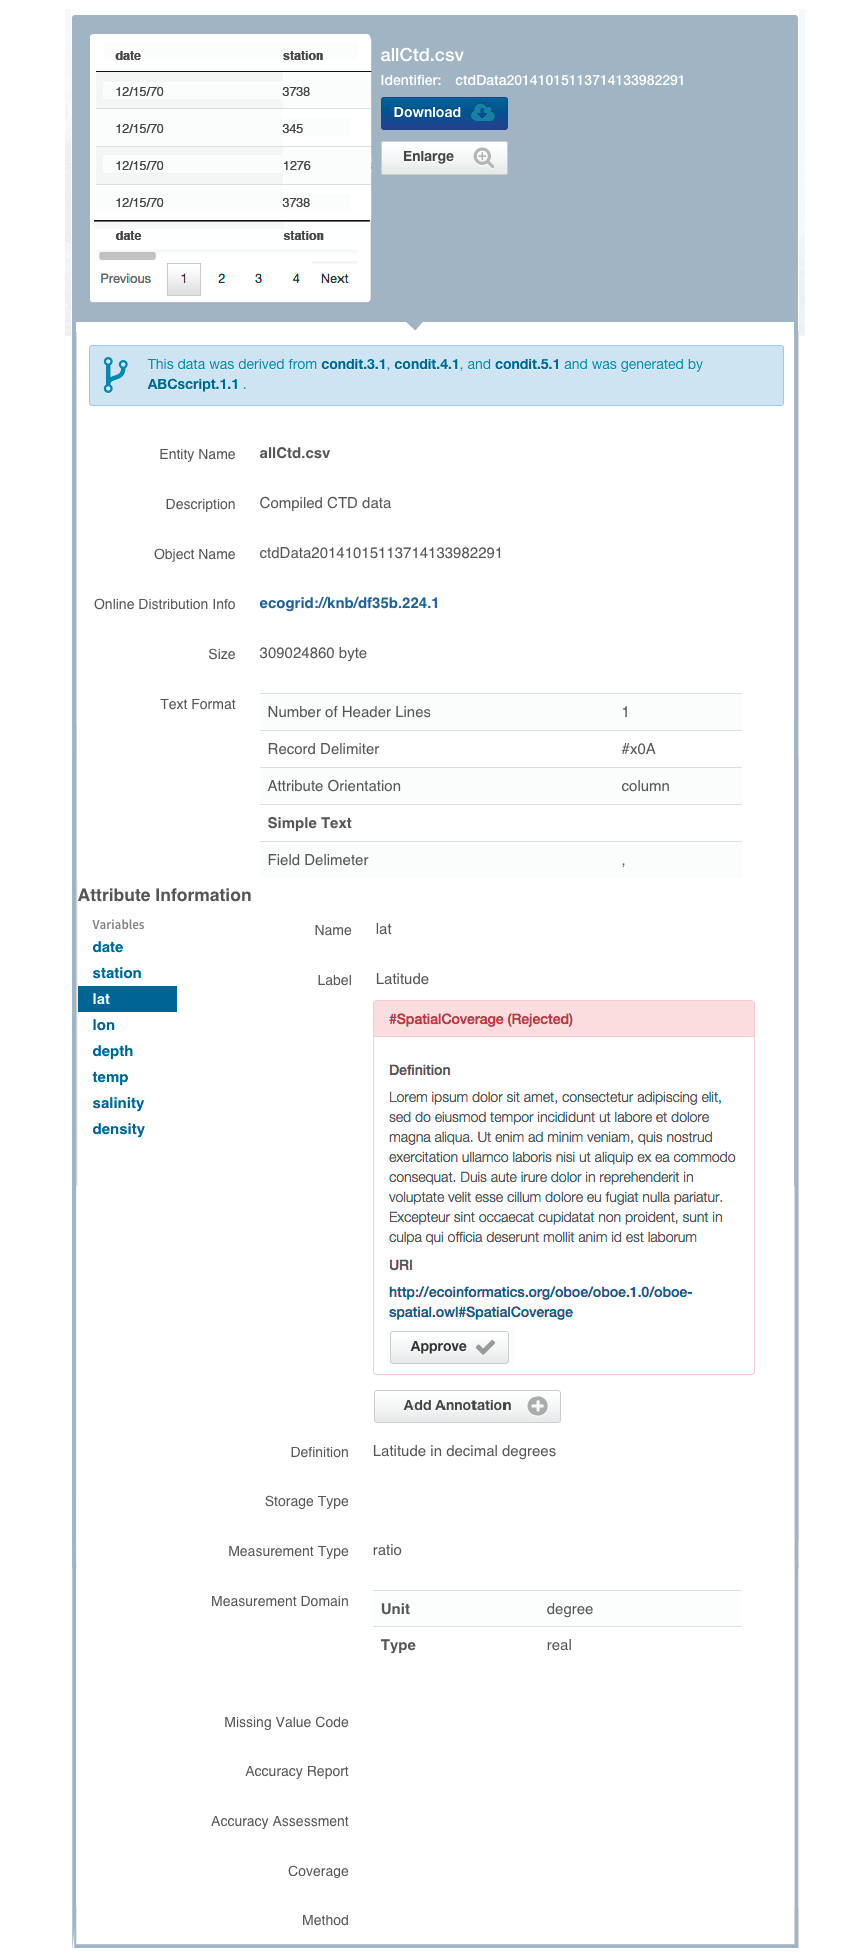 date station
12/15/70 3738
12/15/70 345
12/15/70 1276
12/15/70 3738
date station
Previous 1 2 3 4 Next
allCtd.csv
Identifier: ctdData20141015113714133982291
Download
Enlarge
This data was derived from condit.3.1, condit.4.1, and condit.5.1 and was generated by
ABCscript.1.1 .
Entity Name allCtd.csv
Description Compiled CTD data
Object Name ctdData20141015113714133982291
Online Distribution Info ecogrid://knb/df35b.224.1
Size 309024860 byte
Text Format
Number of Header Lines 1
Record Delimiter #x0A
Attribute Orientation column
Simple Text
Field Delimeter ,
Attribute Information
Variables
date
station
lat
lon
depth
temp
salinity
density
Name lat
Label Latitude
#SpatialCoverage (Rejected)
Definition
Lorem ipsum dolor sit amet, consectetur adipiscing elit,
sed do eiusmod tempor incididunt ut labore et dolore
magna aliqua. Ut enim ad minim veniam, quis nostrud
exercitation ullamco laboris nisi ut aliquip ex ea commodo
consequat. Duis aute irure dolor in reprehenderit in
voluptate velit esse cillum dolore eu fugiat nulla pariatur.
Excepteur sint occaecat cupidatat non proident, sunt in
culpa qui officia deserunt mollit anim id est laborum
URI
http://ecoinformatics.org/oboe/oboe.1.0/oboe-
spatial.owl#SpatialCoverage
Approve
Add Annotation
Definition Latitude in decimal degrees
Storage Type
Measurement Type ratio
Measurement Domain
Unit degree
Type real
Missing Value Code
Accuracy Report
Accuracy Assessment
Coverage
Method